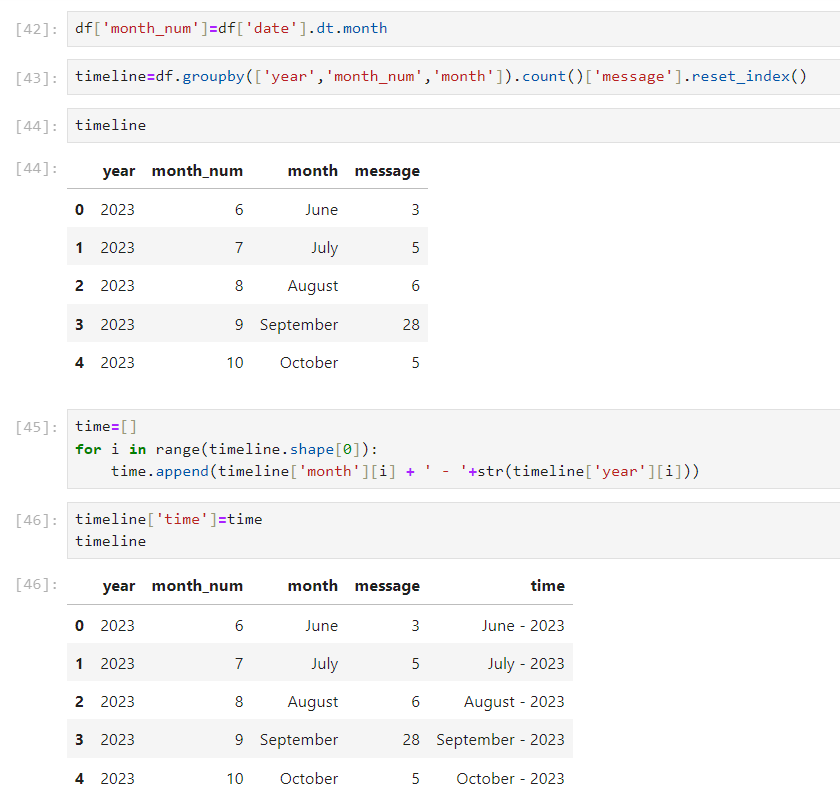 [42]: df['month_num']=df['date'].dt.month
[43]: timeline=df.groupby(['year','month_num','month']).count()['message'].reset_index()
[44]: timeline
[44]: year month_num month message
0 2023 6 June 3
1 2023 7 July 5
2 2023 8 August 6
3 2023 9 September 28
4 2023 10 October 5
[45]: time=[]
for i in range(timeline.shape[0]):
    time.append(timeline['month'][i] + ' - '+str(timeline['year'][i]))
[46]: timeline['time']=time
timeline
[46]: year month_num month message time
0 2023 6 June 3 June - 2023
1 2023 7 July 5 July - 2023
2 2023 8 August 6 August - 2023
3 2023 9 September 28 September - 2023
4 2023 10 October 5 October - 2023